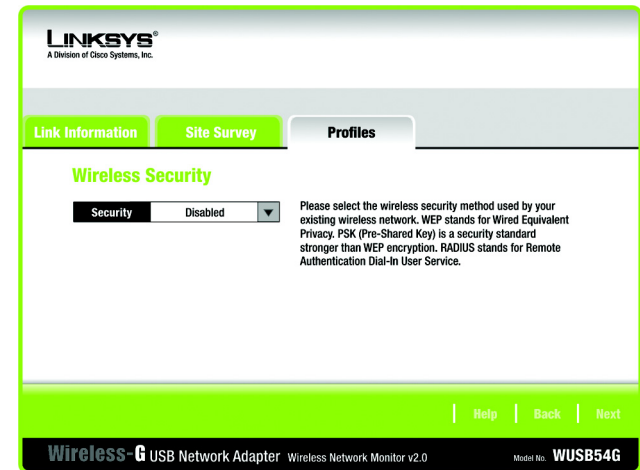 LINKSYS®
A Division of Cisco Systems, Inc.
Link Information
Site Survey
Profiles
Wireless Security
Security
Disabled
Please select the wireless security method used by your
existing wireless network. WEP stands for Wired Equivalent
Privacy. PSK (Pre-Shared Key) is a security standard
stronger than WEP encryption. RADIUS stands for Remote
Authentication Dial-In User Service.
Help
Back
Next
Wireless-G USB Network Adapter Wireless Network Monitor v2.0 Model No. WUSB54G